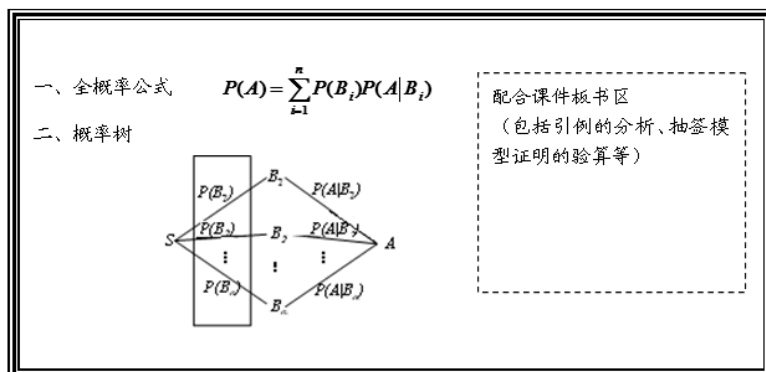 一、全概率公式 P(A)=∑_{i=1}^{n}P(B_i)P(A|B_i)
二、概率树
配合课件板书区
（包括引例的分析、抽签模
型证明的验算等）
P(B_1) B_1 P(A|B_1)
S P(B_2) B_2 P(A|B_2) A
⋮ ⋮ ⋮
P(B_n) B_n P(A|B_n)